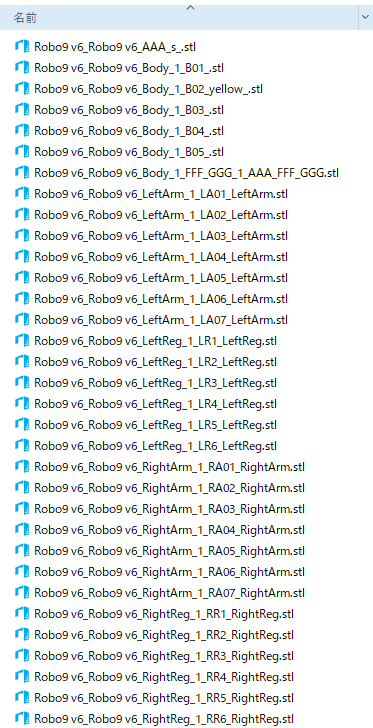 名前
Robo9 v6_Robo9 v6_AAA_s_.stl
Robo9 v6_Robo9 v6_Body_1_B01_.stl
Robo9 v6_Robo9 v6_Body_1_B02_yellow_.stl
Robo9 v6_Robo9 v6_Body_1_B03_.stl
Robo9 v6_Robo9 v6_Body_1_B04_.stl
Robo9 v6_Robo9 v6_Body_1_B05_.stl
Robo9 v6_Robo9 v6_Body_1_FFF_GGG_1_AAA_FFF_GGG.stl
Robo9 v6_Robo9 v6_LeftArm_1_LA01_LeftArm.stl
Robo9 v6_Robo9 v6_LeftArm_1_LA02_LeftArm.stl
Robo9 v6_Robo9 v6_LeftArm_1_LA03_LeftArm.stl
Robo9 v6_Robo9 v6_LeftArm_1_LA04_LeftArm.stl
Robo9 v6_Robo9 v6_LeftArm_1_LA05_LeftArm.stl
Robo9 v6_Robo9 v6_LeftArm_1_LA06_LeftArm.stl
Robo9 v6_Robo9 v6_LeftArm_1_LA07_LeftArm.stl
Robo9 v6_Robo9 v6_LeftReg_1_LR1_LeftReg.stl
Robo9 v6_Robo9 v6_LeftReg_1_LR2_LeftReg.stl
Robo9 v6_Robo9 v6_LeftReg_1_LR3_LeftReg.stl
Robo9 v6_Robo9 v6_LeftReg_1_LR4_LeftReg.stl
Robo9 v6_Robo9 v6_LeftReg_1_LR5_LeftReg.stl
Robo9 v6_Robo9 v6_LeftReg_1_LR6_LeftReg.stl
Robo9 v6_Robo9 v6_RightArm_1_RA01_RightArm.stl
Robo9 v6_Robo9 v6_RightArm_1_RA02_RightArm.stl
Robo9 v6_Robo9 v6_RightArm_1_RA03_RightArm.stl
Robo9 v6_Robo9 v6_RightArm_1_RA04_RightArm.stl
Robo9 v6_Robo9 v6_RightArm_1_RA05_RightArm.stl
Robo9 v6_Robo9 v6_RightArm_1_RA06_RightArm.stl
Robo9 v6_Robo9 v6_RightArm_1_RA07_RightArm.stl
Robo9 v6_Robo9 v6_RightReg_1_RR1_RightReg.stl
Robo9 v6_Robo9 v6_RightReg_1_RR2_RightReg.stl
Robo9 v6_Robo9 v6_RightReg_1_RR3_RightReg.stl
Robo9 v6_Robo9 v6_RightReg_1_RR4_RightReg.stl
Robo9 v6_Robo9 v6_RightReg_1_RR5_RightReg.stl
Robo9 v6_Robo9 v6_RightReg_1_RR6_RightReg.stl